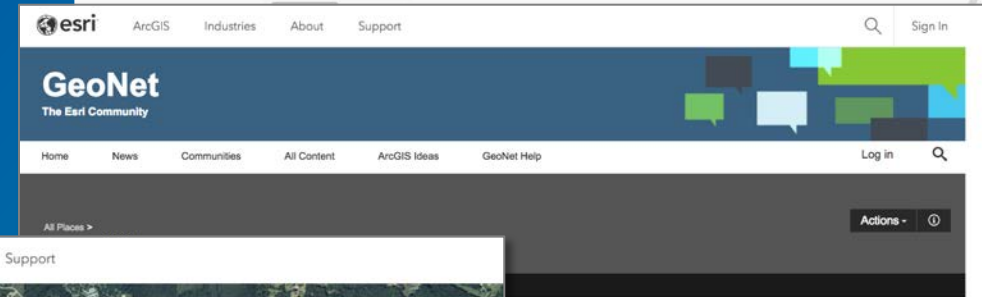 esri ArcGIS Industries About Support Sign In
GeoNet
The Esri Community
Home News Communities All Content ArcGIS Ideas GeoNet Help Log in
All Places > Actions
Support